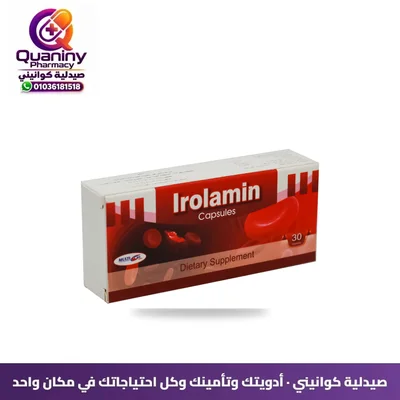 Quaniny
Pharmacy
صيدلية كوانيني
01036181518
Irolamin
Capsules
30
Dietary Supplement
صيدلية كوانيني - أدويتك وتأمينك وكل احتياجاتك في مكان واحد